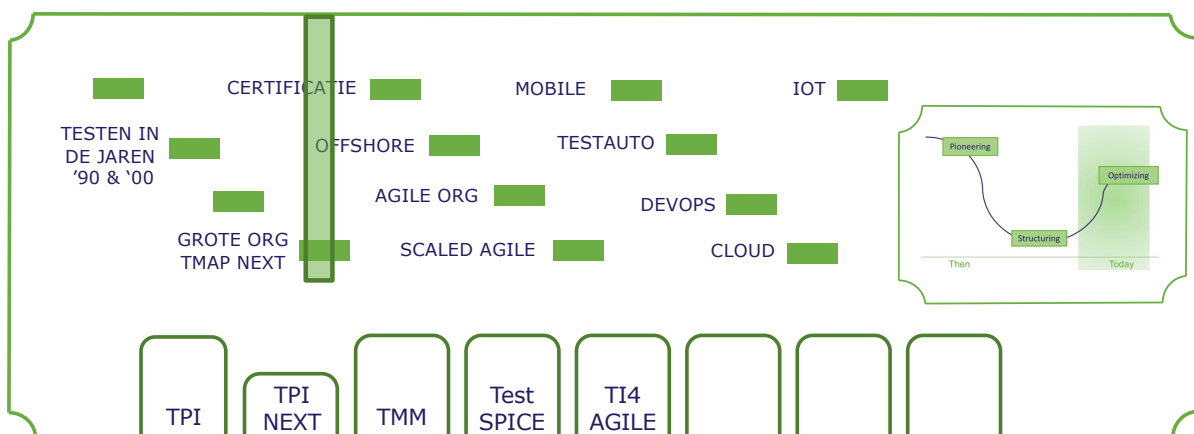 CERTIFICATIE
MOBILE
IOT
TESTEN IN
DE JAREN
’90 & ‘00
OFFSHORE
TESTAUTO
AGILE ORG
DEVOPS
GROTE ORG
TMAP NEXT
SCALED AGILE
CLOUD
Pioneering
Optimizing
Structuring
Then
Today
TPI
TPI
NEXT
TMM
Test
SPICE
TI4
AGILE